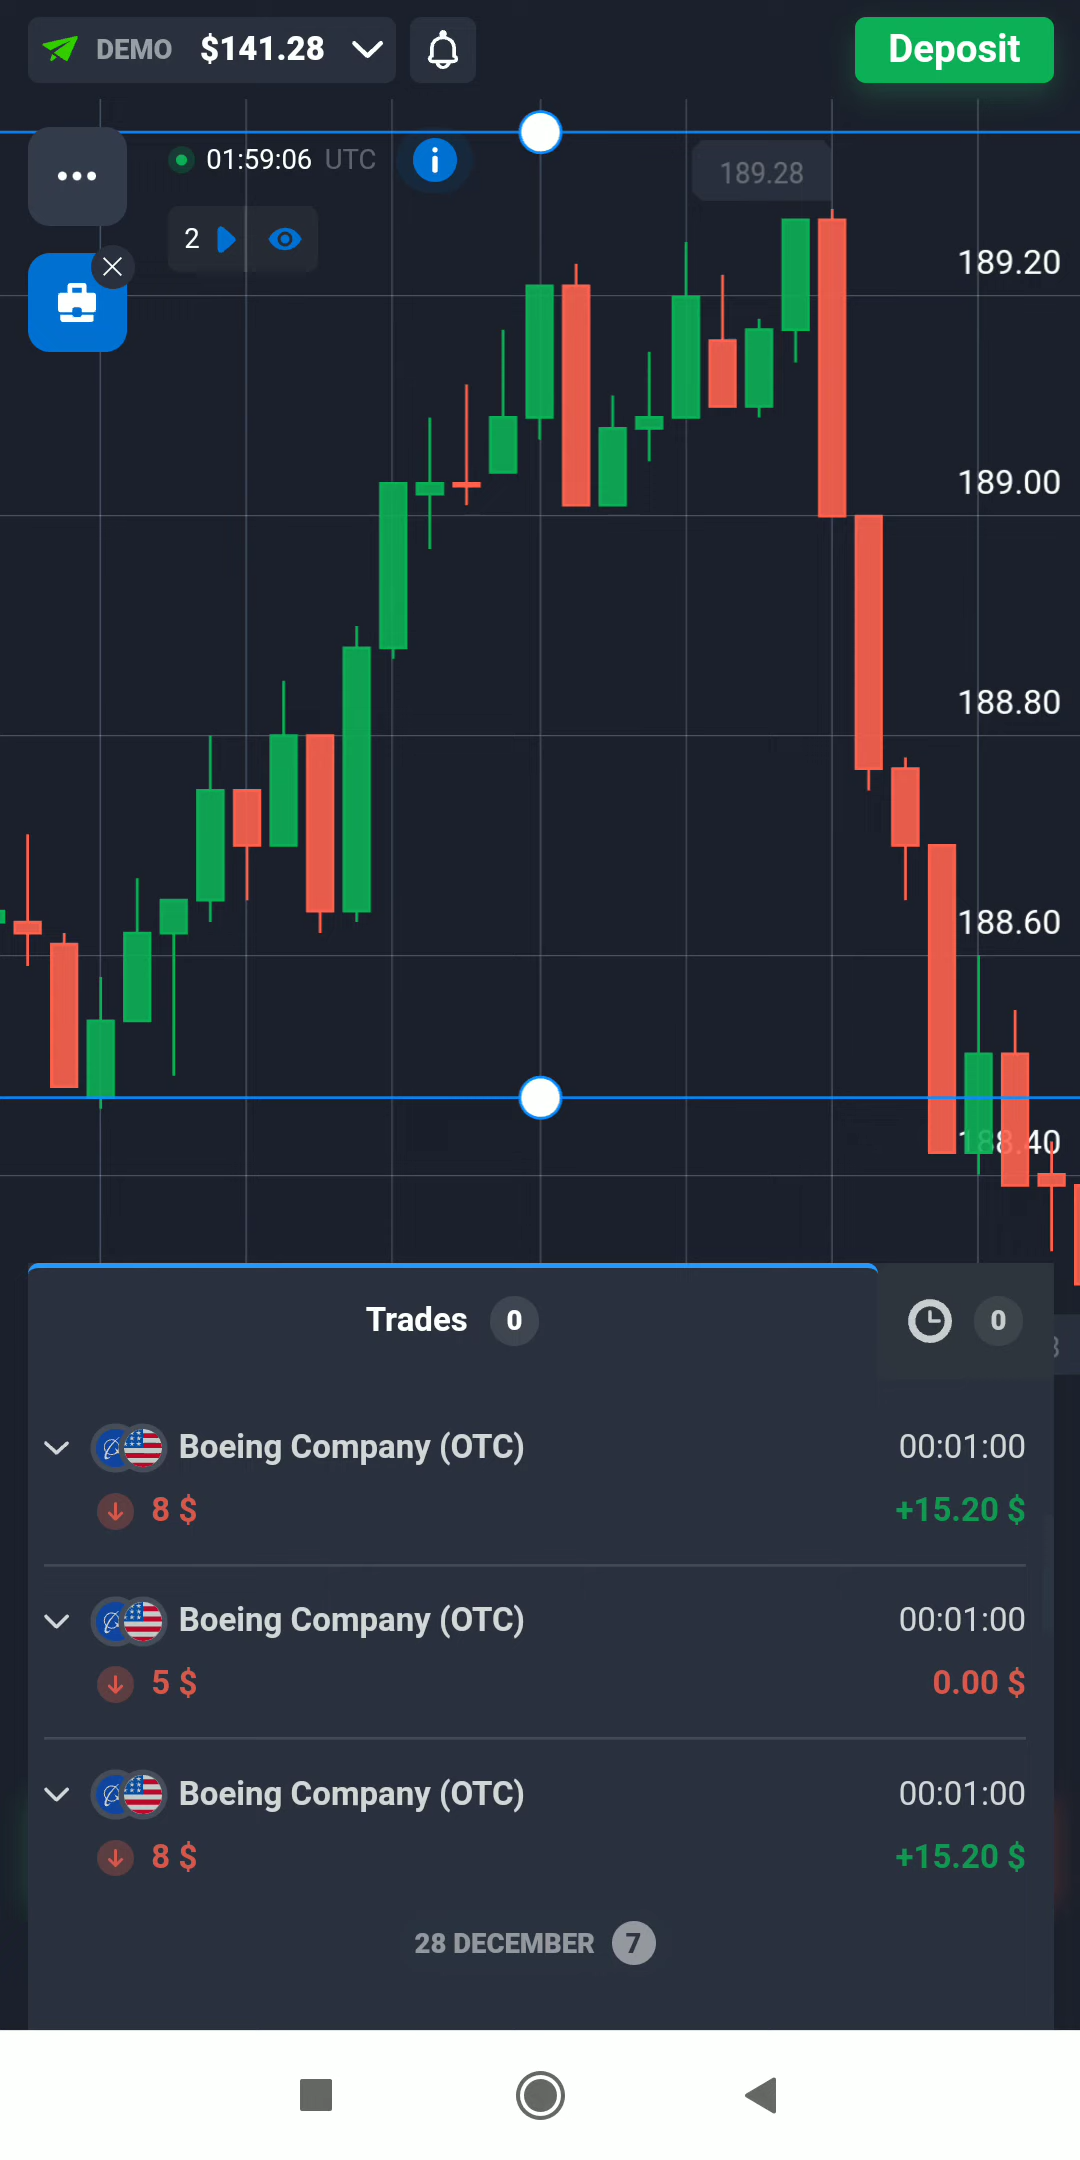 DEMO $141.28
Deposit
01:59:06 UTC
189.28
2
189.20
189.00
188.80
188.60
188.40
Trades 0
0
Boeing Company (OTC) 00:01:00
8 $ +15.20 $
Boeing Company (OTC) 00:01:00
5 $ 0.00 $
Boeing Company (OTC) 00:01:00
8 $ +15.20 $
28 DECEMBER 7